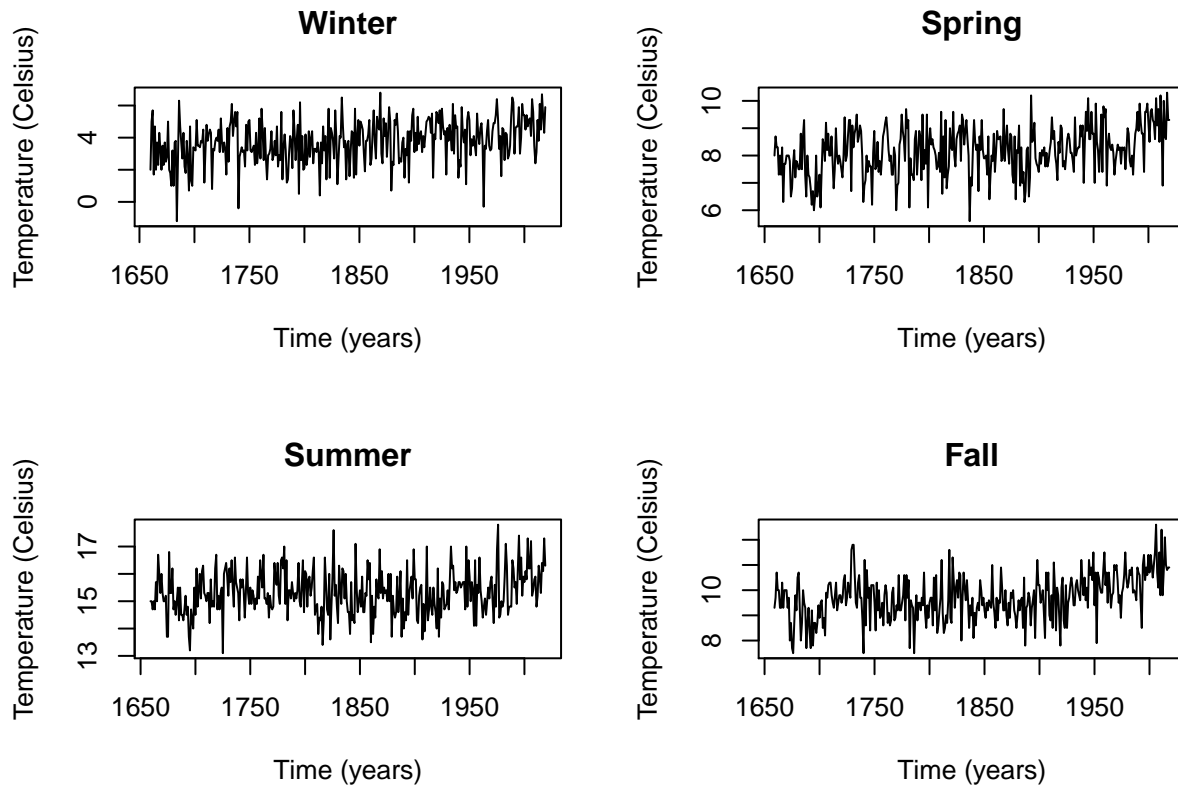 Winter
Temperature (Celsius)
4
0
1650 1750 1850 1950
Time (years)
Spring
Temperature (Celsius)
10
8
6
1650 1750 1850 1950
Time (years)
Summer
Temperature (Celsius)
17
15
13
1650 1750 1850 1950
Time (years)
Fall
Temperature (Celsius)
10
8
1650 1750 1850 1950
Time (years)